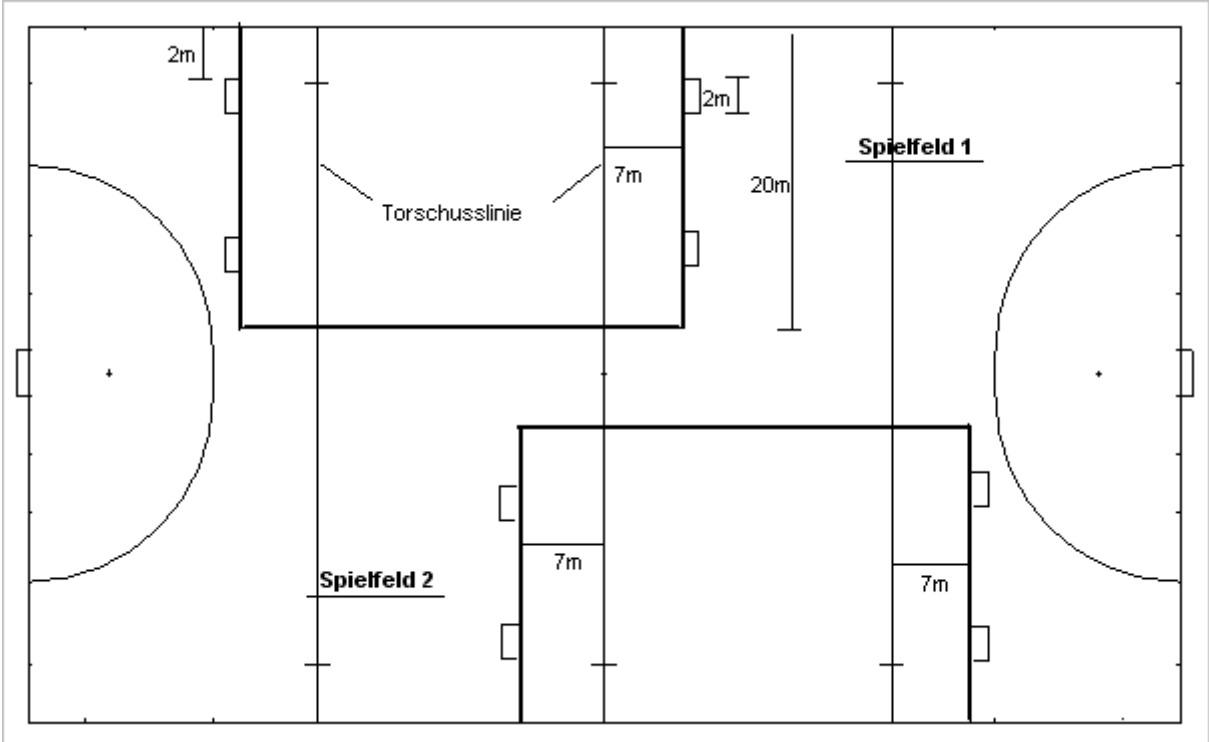 2m
2m
Spielfeld 1
7m
20m
Torschusslinie
7m
Spielfeld 2
7m